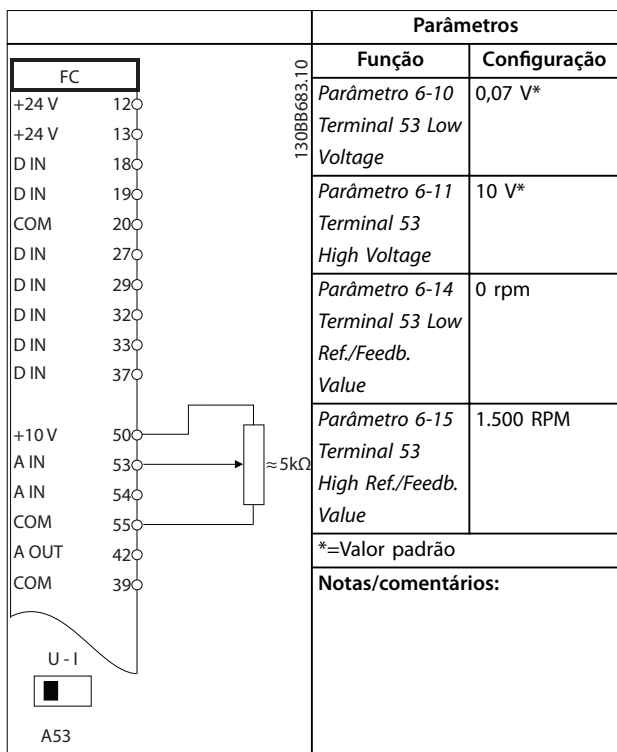 FC
+24 V 12
+24 V 13
D IN 18
D IN 19
COM 20
D IN 27
D IN 29
D IN 32
D IN 33
D IN 37
+10 V 50
A IN 53
A IN 54
COM 55
A OUT 42
COM 39
≈5kΩ
U - I
A53
130BB683.10
Parâmetros
Função Configuração
Parâmetro 6-10 0,07 V*
Terminal 53 Low
Voltage
Parâmetro 6-11 10 V*
Terminal 53
High Voltage
Parâmetro 6-14 0 rpm
Terminal 53 Low
Ref./Feedb.
Value
Parâmetro 6-15 1.500 RPM
Terminal 53
High Ref./Feedb.
Value
*=Valor padrão
Notas/comentários: